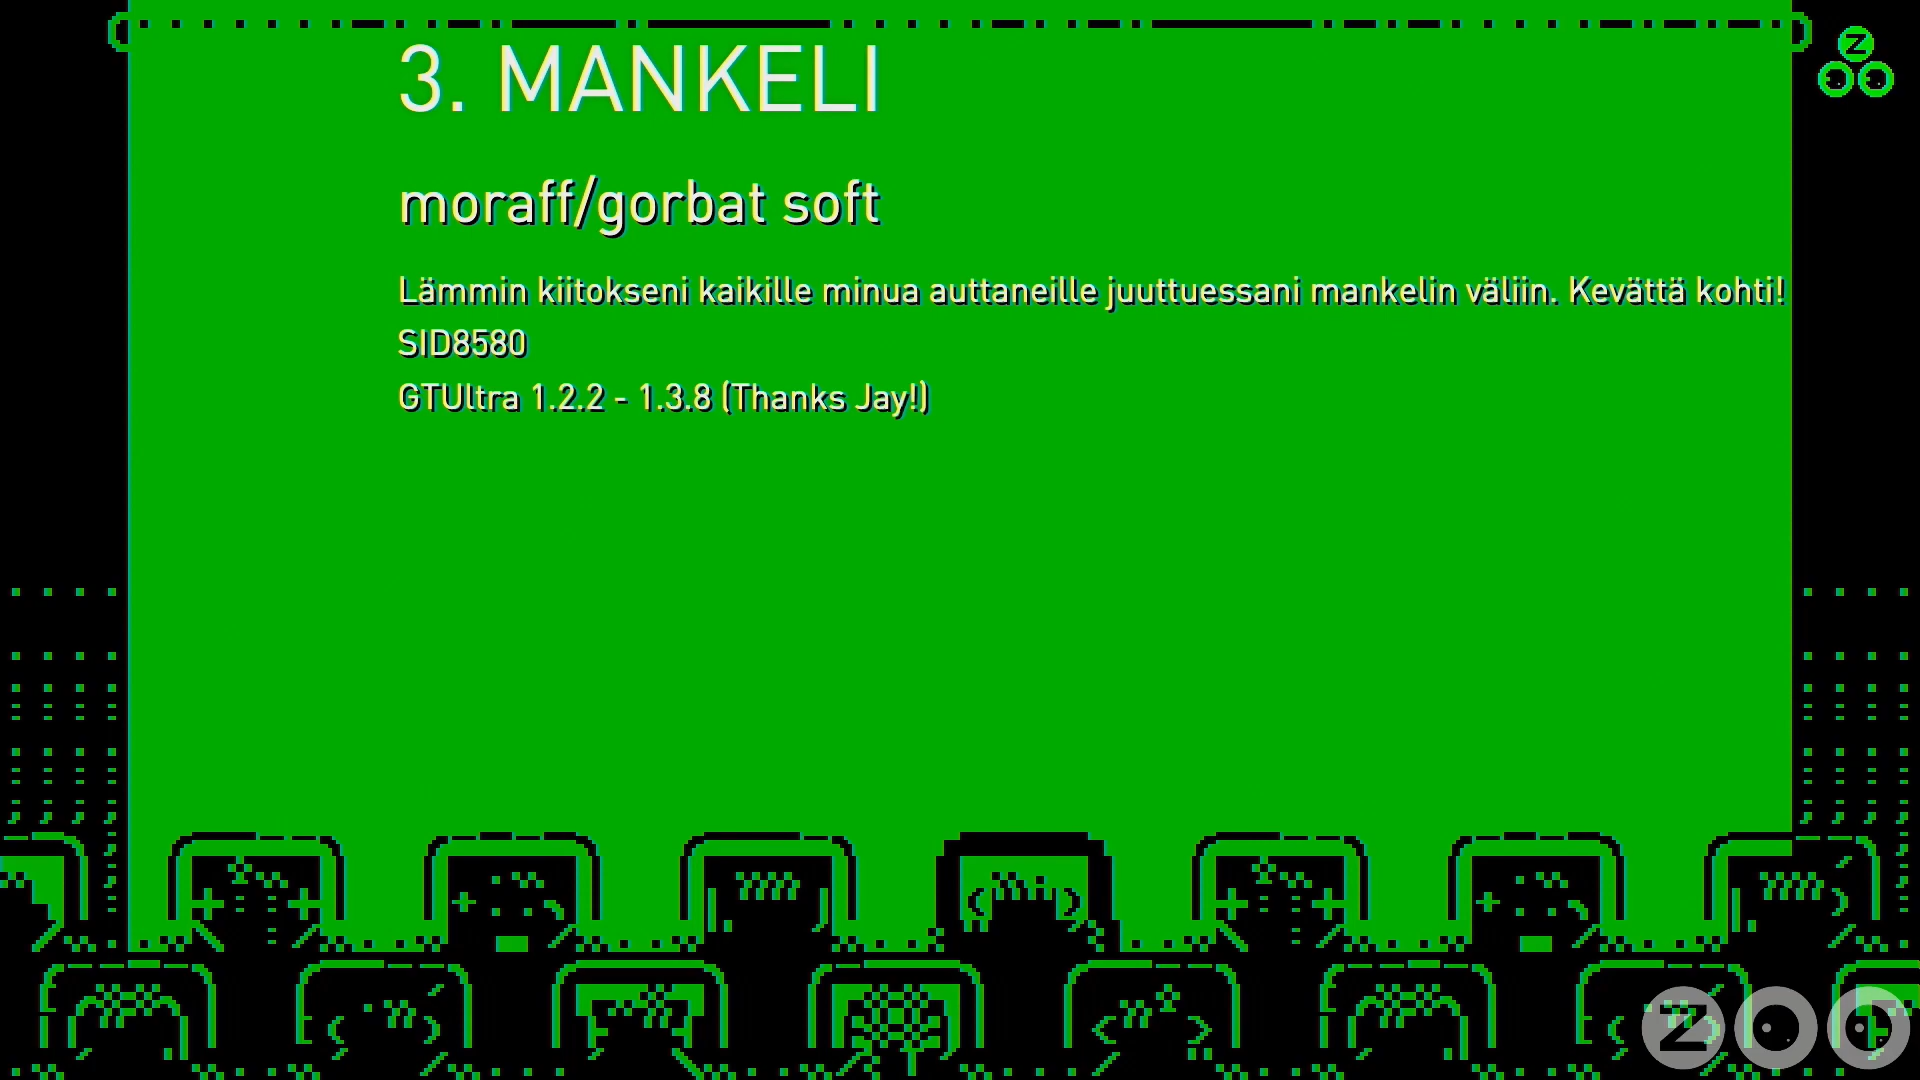 3. MANKELI
Z
moraff/gorbat soft
Lämmin kiitokseni kaikille minua auttaneille juuttuessani mankelin väliin. Kevättä kohti!
SID8580
GTUltra 1.2.2 - 1.3.8 (Thanks Jay!)
ZOO